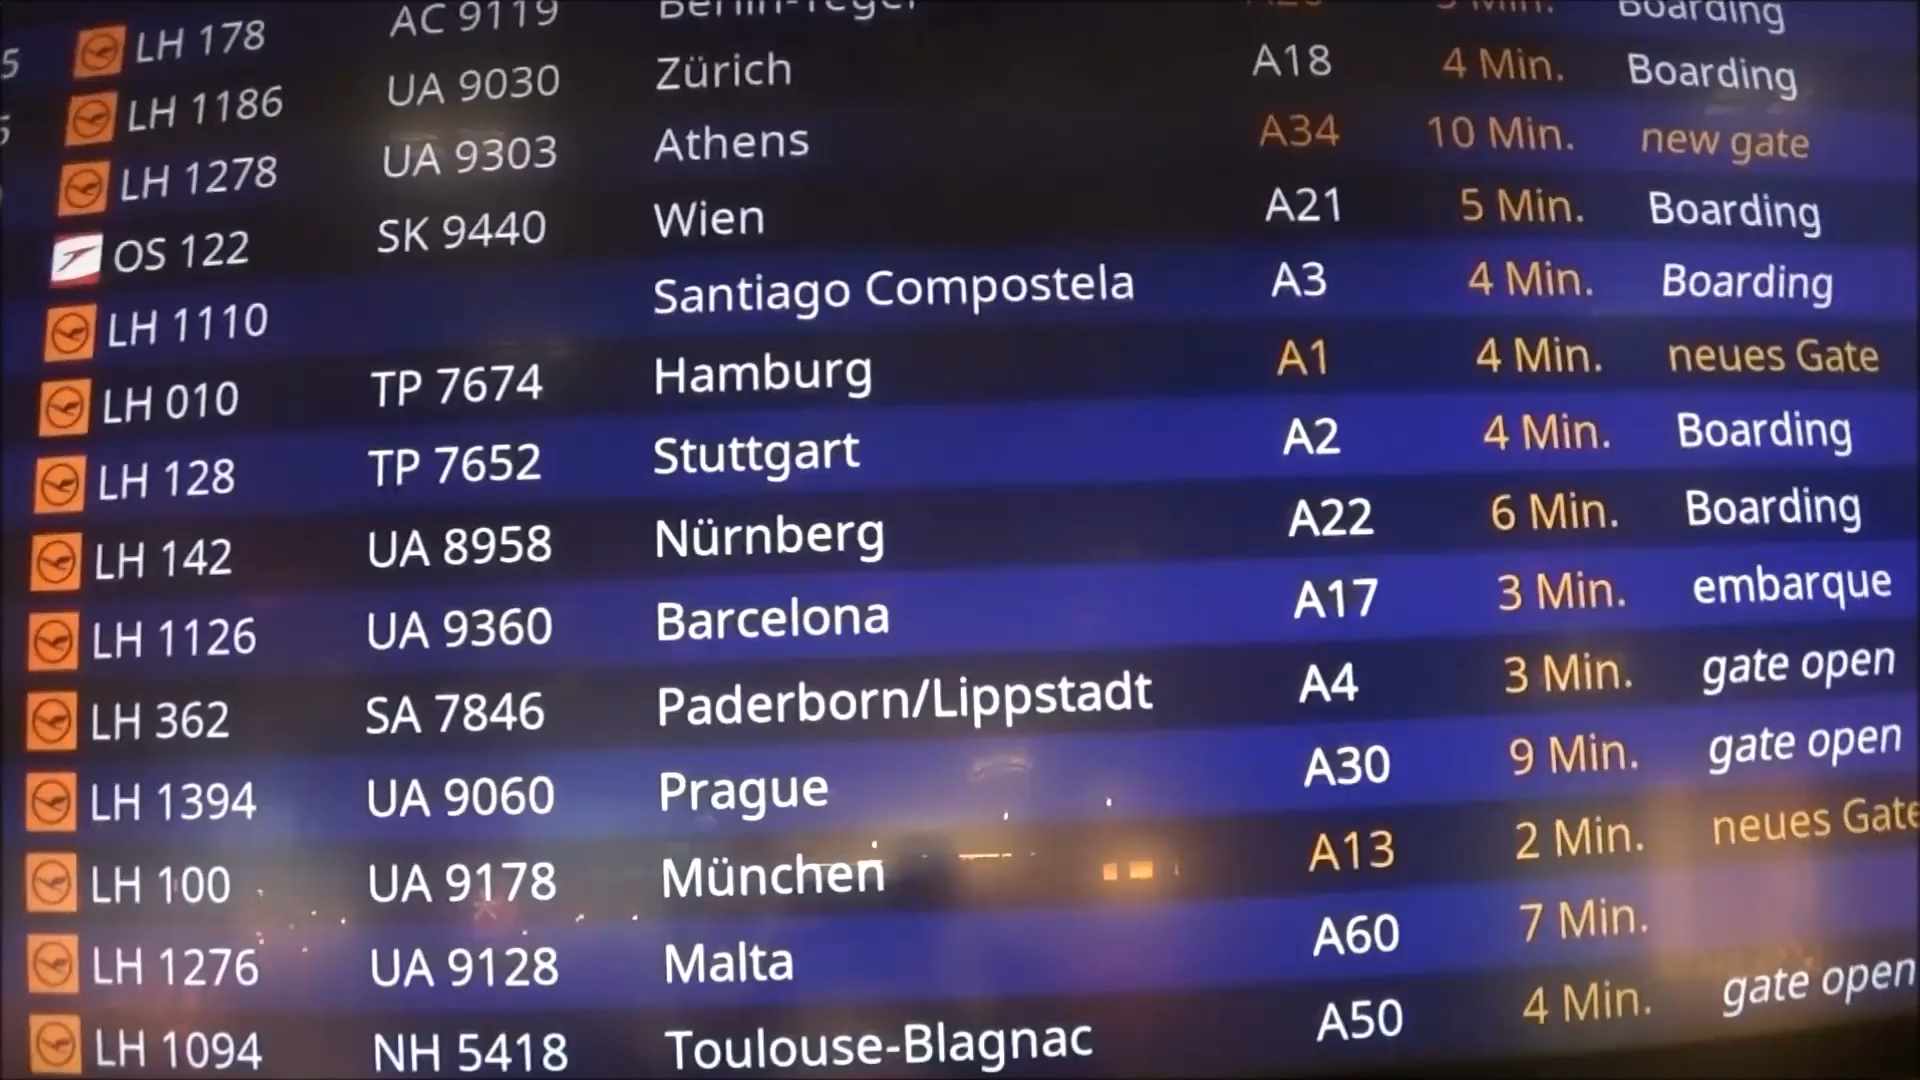 5 LH 178 AC 9119 Berlin-Tegel Boarding
LH 1186 UA 9030 Zürich A18 4 Min. Boarding
LH 1278 UA 9303 Athens A34 10 Min. new gate
OS 122 SK 9440 Wien A21 5 Min. Boarding
LH 1110 Santiago Compostela A3 4 Min. Boarding
LH 010 TP 7674 Hamburg A1 4 Min. neues Gate
LH 128 TP 7652 Stuttgart A2 4 Min. Boarding
LH 142 UA 8958 Nürnberg A22 6 Min. Boarding
LH 1126 UA 9360 Barcelona A17 3 Min. embarque
LH 362 SA 7846 Paderborn/Lippstadt A4 3 Min. gate open
LH 1394 UA 9060 Prague A30 9 Min. gate open
LH 100 UA 9178 München A13 2 Min. neues Gate
LH 1276 UA 9128 Malta A60 7 Min.
LH 1094 NH 5418 Toulouse-Blagnac A50 4 Min. gate open